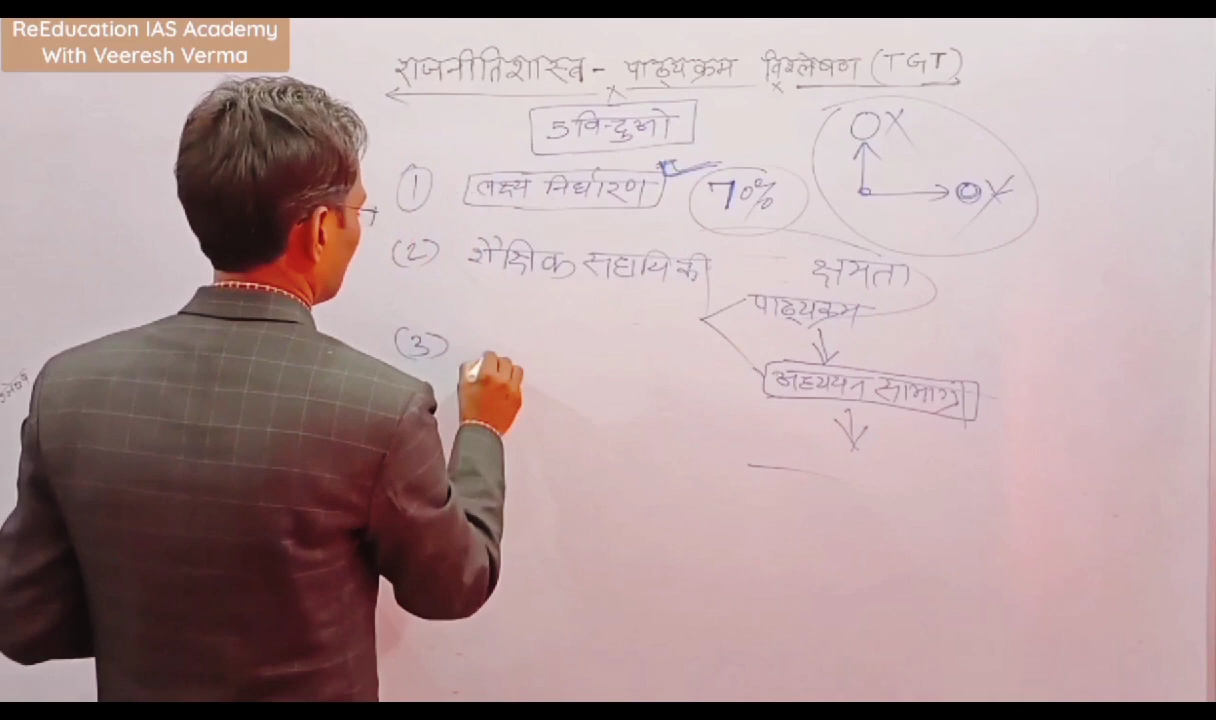 ReEducation IAS Academy
With Veeresh Verma
राजनीतिशास्त्र - पाठ्यक्रम विश्लेषण (TGT)
5 विन्दुओ
(1) लक्ष्य निर्धारण 70%
(2) शैक्षिक सहायिकी
क्षमता
पाठ्यक्रम
(3)
अध्ययन सामाग्री